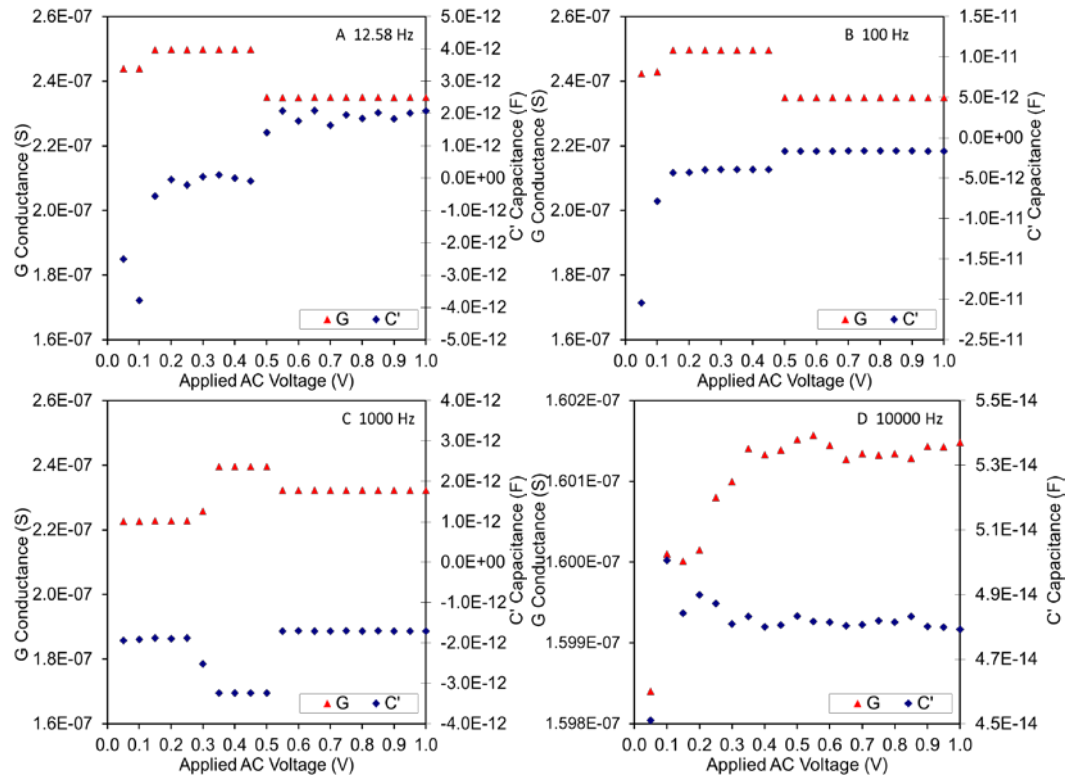 A 12.58 Hz
G Conductance (S)
2.6E-07
2.4E-07
2.2E-07
2.0E-07
1.8E-07
1.6E-07
5.0E-12
4.0E-12
3.0E-12
2.0E-12
1.0E-12
0.0E+00
-1.0E-12
-2.0E-12
-3.0E-12
-4.0E-12
-5.0E-12
C' Capacitance (F)
G C'
0.0 0.1 0.2 0.3 0.4 0.5 0.6 0.7 0.8 0.9 1.0
Applied AC Voltage (V)
B 100 Hz
G Conductance (S)
2.6E-07
2.4E-07
2.2E-07
2.0E-07
1.8E-07
1.6E-07
1.5E-11
1.0E-11
5.0E-12
0.0E+00
-5.0E-12
-1.0E-11
-1.5E-11
-2.0E-11
-2.5E-11
C' Capacitance (F)
G C'
0.0 0.1 0.2 0.3 0.4 0.5 0.6 0.7 0.8 0.9 1.0
Applied AC Voltage (V)
C 1000 Hz
G Conductance (S)
2.6E-07
2.4E-07
2.2E-07
2.0E-07
1.8E-07
1.6E-07
4.0E-12
3.0E-12
2.0E-12
1.0E-12
0.0E+00
-1.0E-12
-2.0E-12
-3.0E-12
-4.0E-12
C' Capacitance (F)
G C'
0.0 0.1 0.2 0.3 0.4 0.5 0.6 0.7 0.8 0.9 1.0
Applied AC Voltage (V)
D 10000 Hz
G Conductance (S)
1.602E-07
1.601E-07
1.600E-07
1.599E-07
1.598E-07
5.5E-14
5.3E-14
5.1E-14
4.9E-14
4.7E-14
4.5E-14
C' Capacitance (F)
G C'
0.0 0.1 0.2 0.3 0.4 0.5 0.6 0.7 0.8 0.9 1.0
Applied AC Voltage (V)